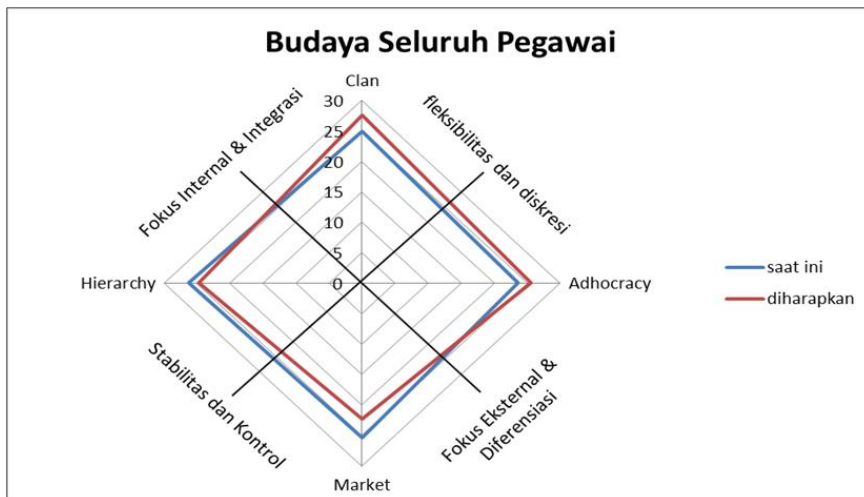 Budaya Seluruh Pegawai
Clan
30
25
20
15
10
5
0
Fokus Internal & Integrasi
fleksibilitas dan diskresi
Hierarchy
Adhocracy
saat ini
diharapkan
Stabilitas dan Kontrol
Fokus Eksternal &
Diferensiasi
Market